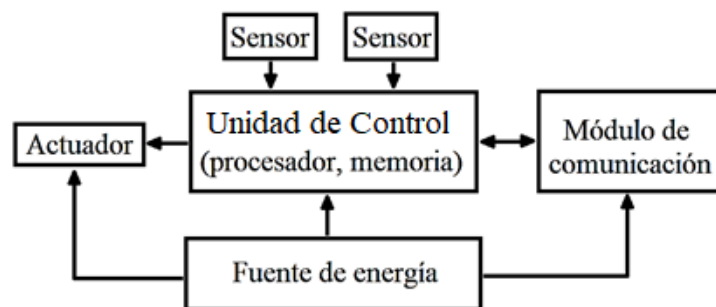 Sensor
Sensor
Unidad de Control
(procesador, memoria)
Actuador
Módulo de
comunicación
Fuente de energía